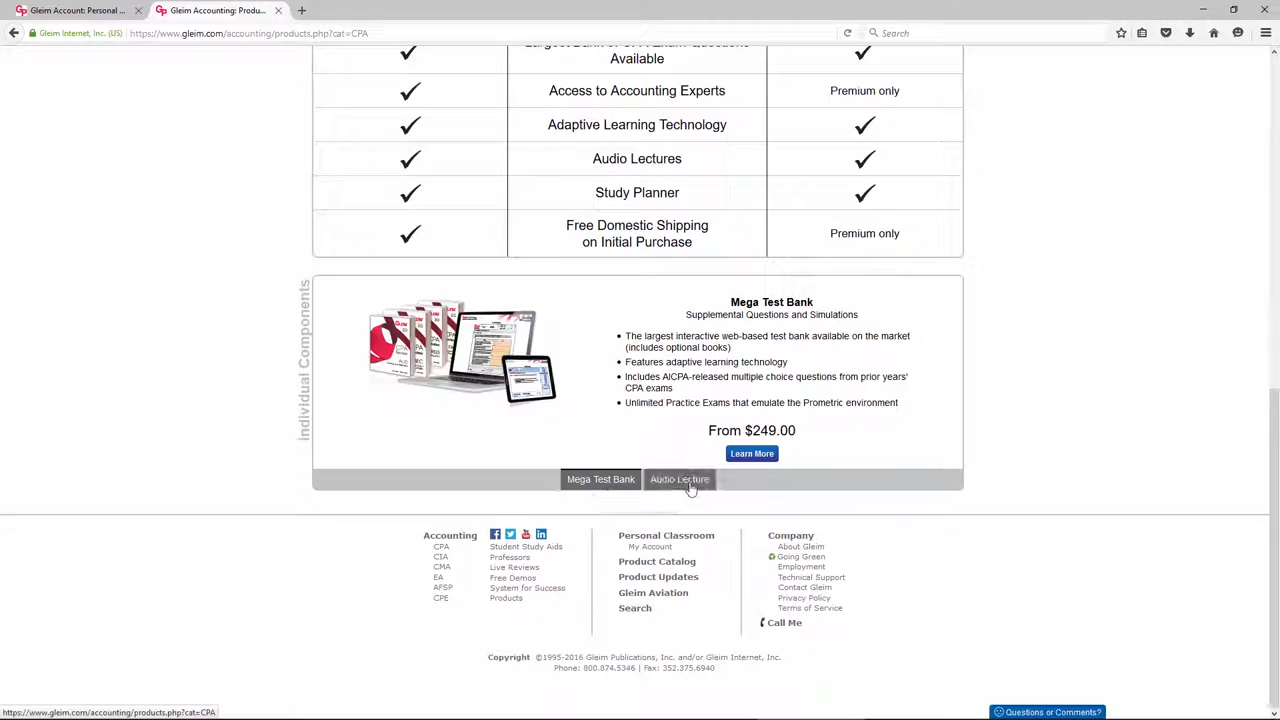 Gleim Account: Personal ...
Gleim Accounting: Produ...
Gleim Internet, Inc. (US)
https://www.gleim.com/accounting/products.php?cat=CPA
Search
Available
Access to Accounting Experts
Premium only
Adaptive Learning Technology
Audio Lectures
Study Planner
Free Domestic Shipping
on Initial Purchase
Premium only
Individual Components
Mega Test Bank
Supplemental Questions and Simulations
The largest interactive web-based test bank available on the market
(includes optional books)
Features adaptive learning technology
Includes AICPA-released multiple choice questions from prior years'
CPA exams
Unlimited Practice Exams that emulate the Prometric environment
From $249.00
Learn More
Mega Test Bank
Audio Lecture
Accounting
CPA
CIA
CMA
EA
AFSP
CPE
Student Study Aids
Professors
Live Reviews
Free Demos
System for Success
Products
Personal Classroom
My Account
Product Catalog
Product Updates
Gleim Aviation
Search
Company
About Gleim
Going Green
Employment
Technical Support
Contact Gleim
Privacy Policy
Terms of Service
Call Me
Copyright ©1995-2016 Gleim Publications, Inc. and/or Gleim Internet, Inc.
Phone: 800.874.5346 | Fax: 352.375.6940
https://www.gleim.com/accounting/products.php?cat=CPA
Questions or Comments?